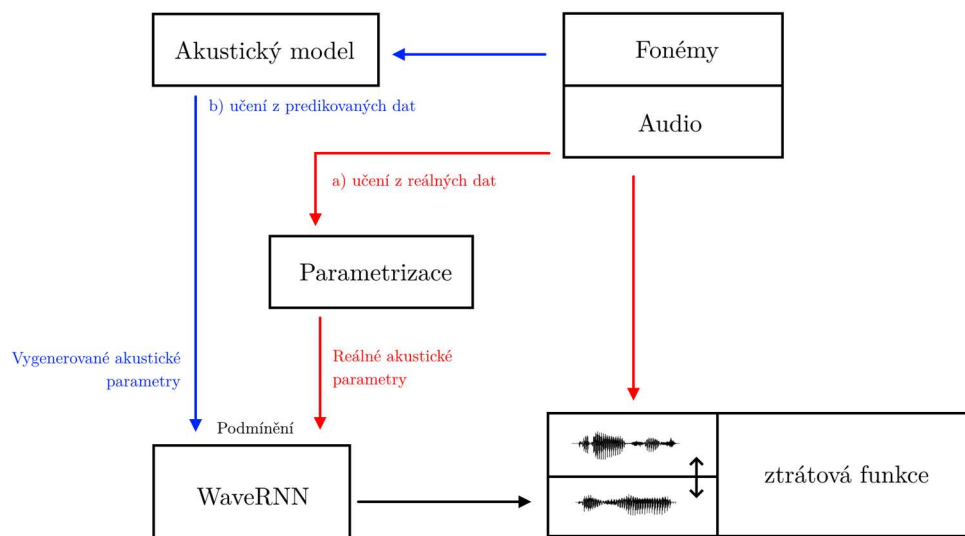 Akustický model
Fonémy
b) učení z predikovaných dat
Audio
a) učení z reálných dat
Parametrizace
Vygenerované akustické
parametry
Reálné akustické
parametry
Podmínění
WaveRNN
ztrátová funkce